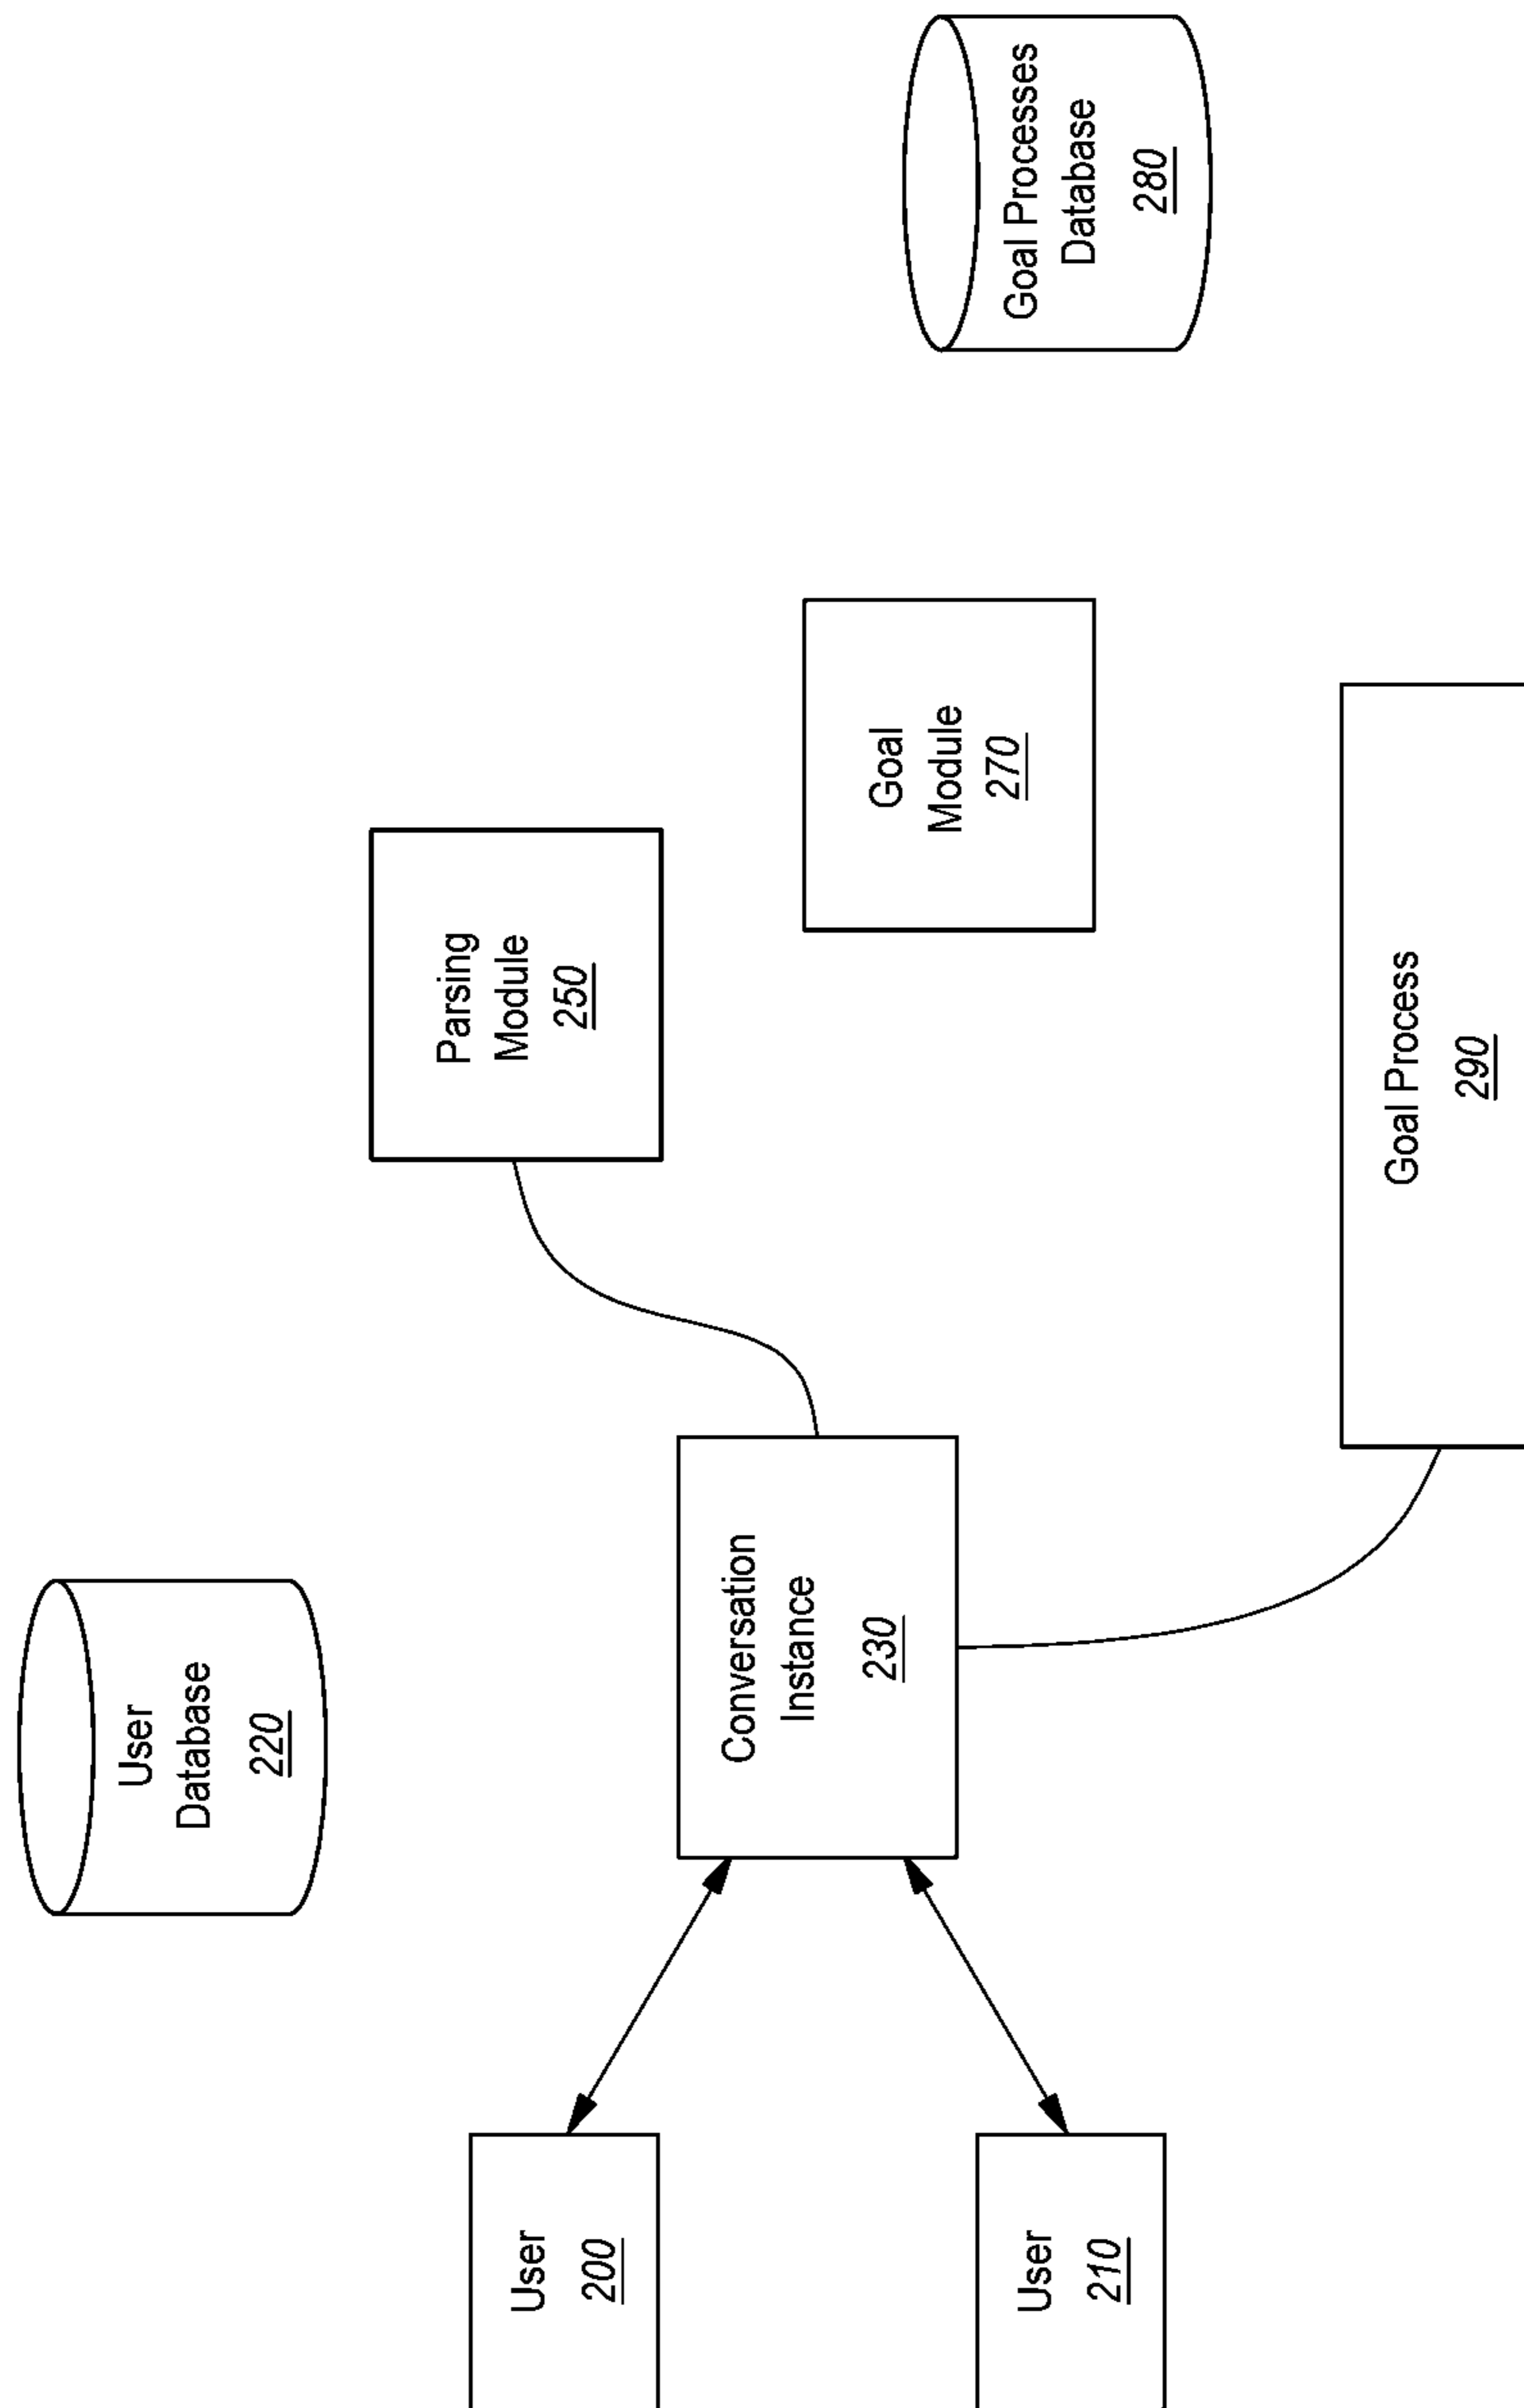 User
Database
220
Parsing
Module
250
User
200
Conversation
Instance
230
Goal
Module
270
Goal Processes
Database
280
User
210
Goal Process
290